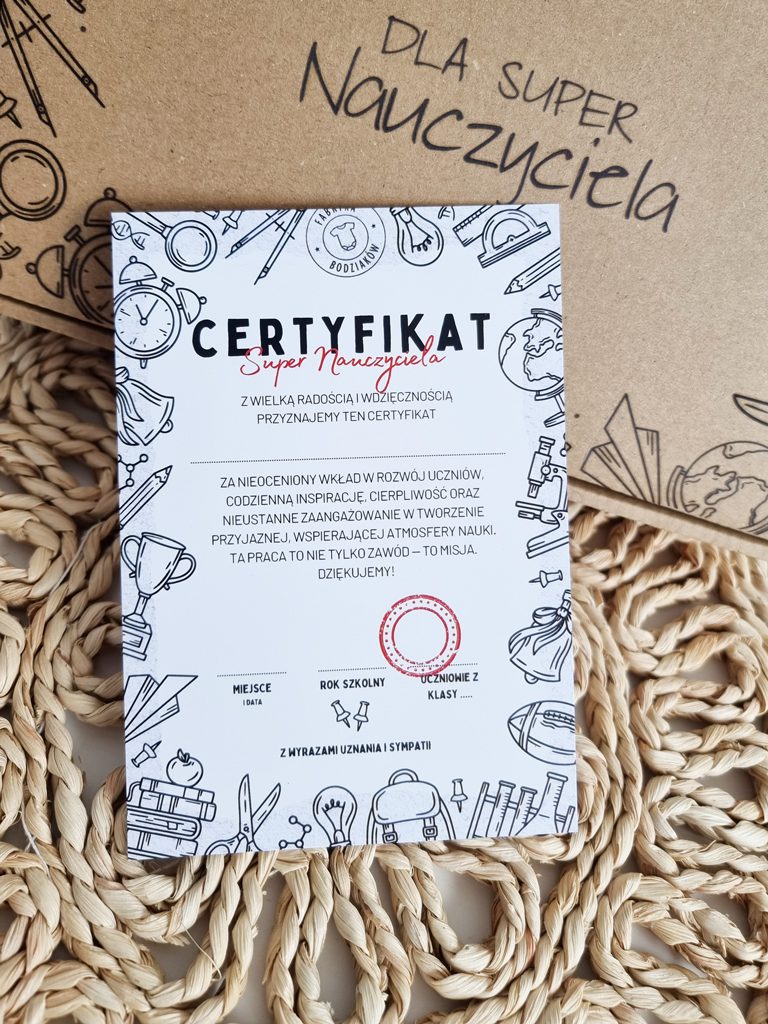 DLA SUPER
Nauczyciela
FABRYKA
BODZIAKÓW
CERTYFIKAT
Super Nauczyciela
Z WIELKĄ RADOŚCIĄ I WDZIĘCZNOŚCIĄ
PRZYZNAJEMY TEN CERTYFIKAT
ZA NIEOCENIONY WKŁAD W ROZWÓJ UCZNIÓW,
CODZIENNĄ INSPIRACJĘ, CIERPLIWOŚĆ ORAZ
NIEUSTANNE ZAANGAŻOWANIE W TWORZENIE
PRZYJAZNEJ, WSPIERAJĄCEJ ATMOSFERY NAUKI.
TA PRACA TO NIE TYLKO ZAWÓD – TO MISJA.
DZIĘKUJEMY!
MIEJSCE
I DATA
ROK SZKOLNY
UCZNIOWIE Z
KLASY .....
Z WYRAZAMI UZNANIA I SYMPATII